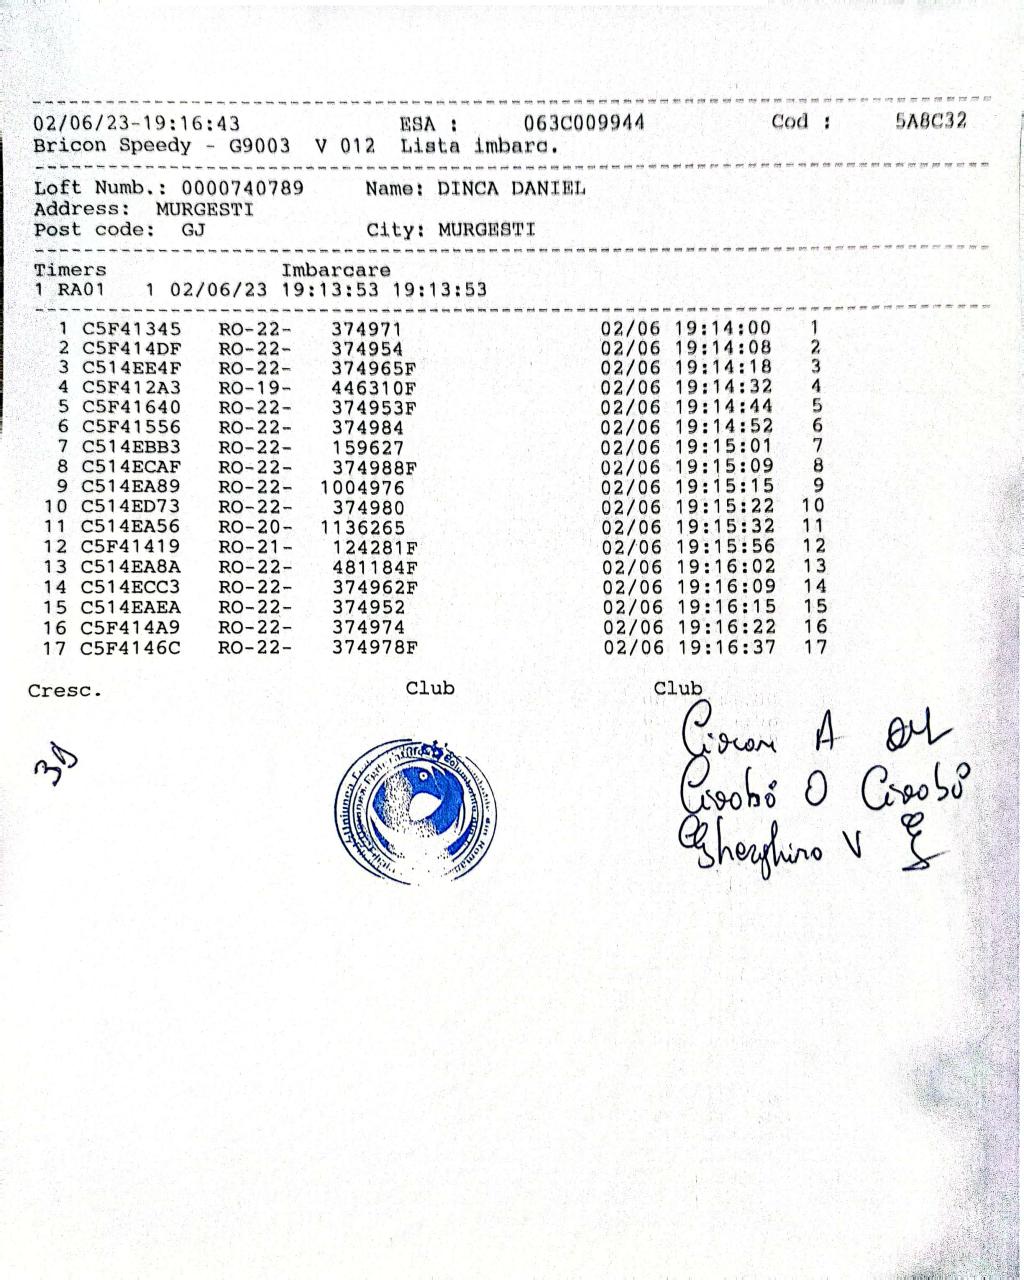 02/06/23-19:16:43 ESA : 063C009944 Cod : 5A8C32
Bricon Speedy - G9003 V 012 Lista imbarc.
Loft Numb.: 0000740789 Name: DINCA DANIEL
Address: MURGESTI
Post code: GJ City: MURGESTI
Timers Imbarcare
1 RA01 1 02/06/23 19:13:53 19:13:53
1 C5F41345 RO-22- 374971 02/06 19:14:00 1
2 C5F414DF RO-22- 374954 02/06 19:14:08 2
3 C514EE4F RO-22- 374965F 02/06 19:14:18 3
4 C5F412A3 RO-19- 446310F 02/06 19:14:32 4
5 C5F41640 RO-22- 374953F 02/06 19:14:44 5
6 C5F41556 RO-22- 374984 02/06 19:14:52 6
7 C514EBB3 RO-22- 159627 02/06 19:15:01 7
8 C514ECAF RO-22- 374988F 02/06 19:15:09 8
9 C514EA89 RO-22- 1004976 02/06 19:15:15 9
10 C514ED73 RO-22- 374980 02/06 19:15:22 10
11 C514EA56 RO-20- 1136265 02/06 19:15:32 11
12 C5F41419 RO-21- 124281F 02/06 19:15:56 12
13 C514EA8A RO-22- 481184F 02/06 19:16:02 13
14 C514ECC3 RO-22- 374962F 02/06 19:16:09 14
15 C514EAEA RO-22- 374952 02/06 19:16:15 15
16 C5F414A9 RO-22- 374974 02/06 19:16:22 16
17 C5F4146C RO-22- 374978F 02/06 19:16:37 17
Cresc. Club Club
A
O
V